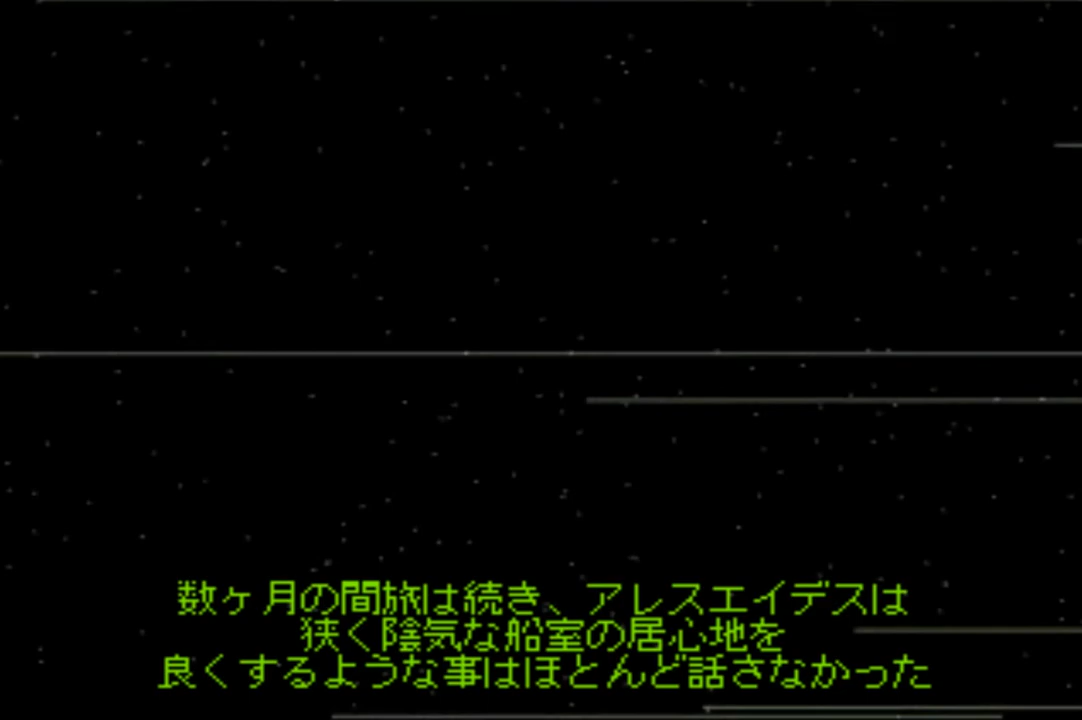 数ヶ月の間旅は続き、アレスエイデスは
狭く陰気な船室の居心地を
良くするような事はほとんど話さなかった